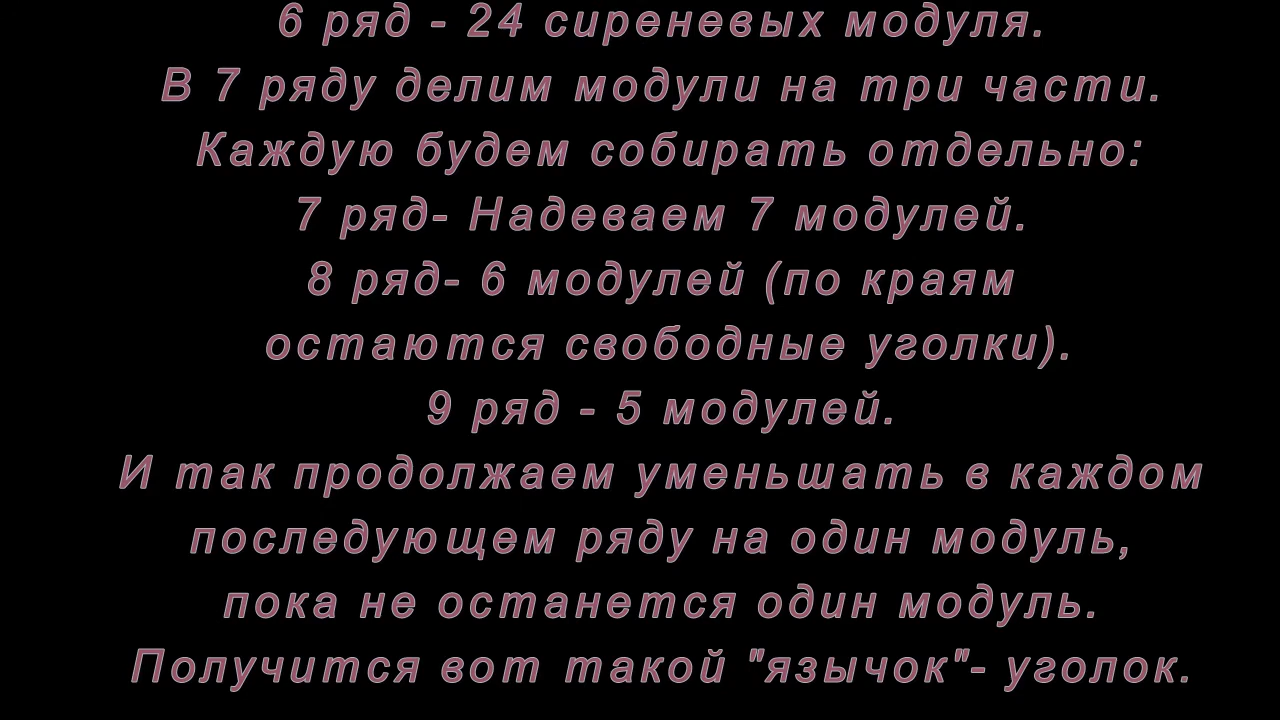 6 ряд - 24 сиреневых модуля.
В 7 ряду делим модули на три части.
Каждую будем собирать отдельно:
7 ряд- Надеваем 7 модулей.
8 ряд- 6 модулей (по краям
остаются свободные уголки).
9 ряд - 5 модулей.
И так продолжаем уменьшать в каждом
последующем ряду на один модуль,
пока не останется один модуль.
Получится вот такой "язычок"- уголок.